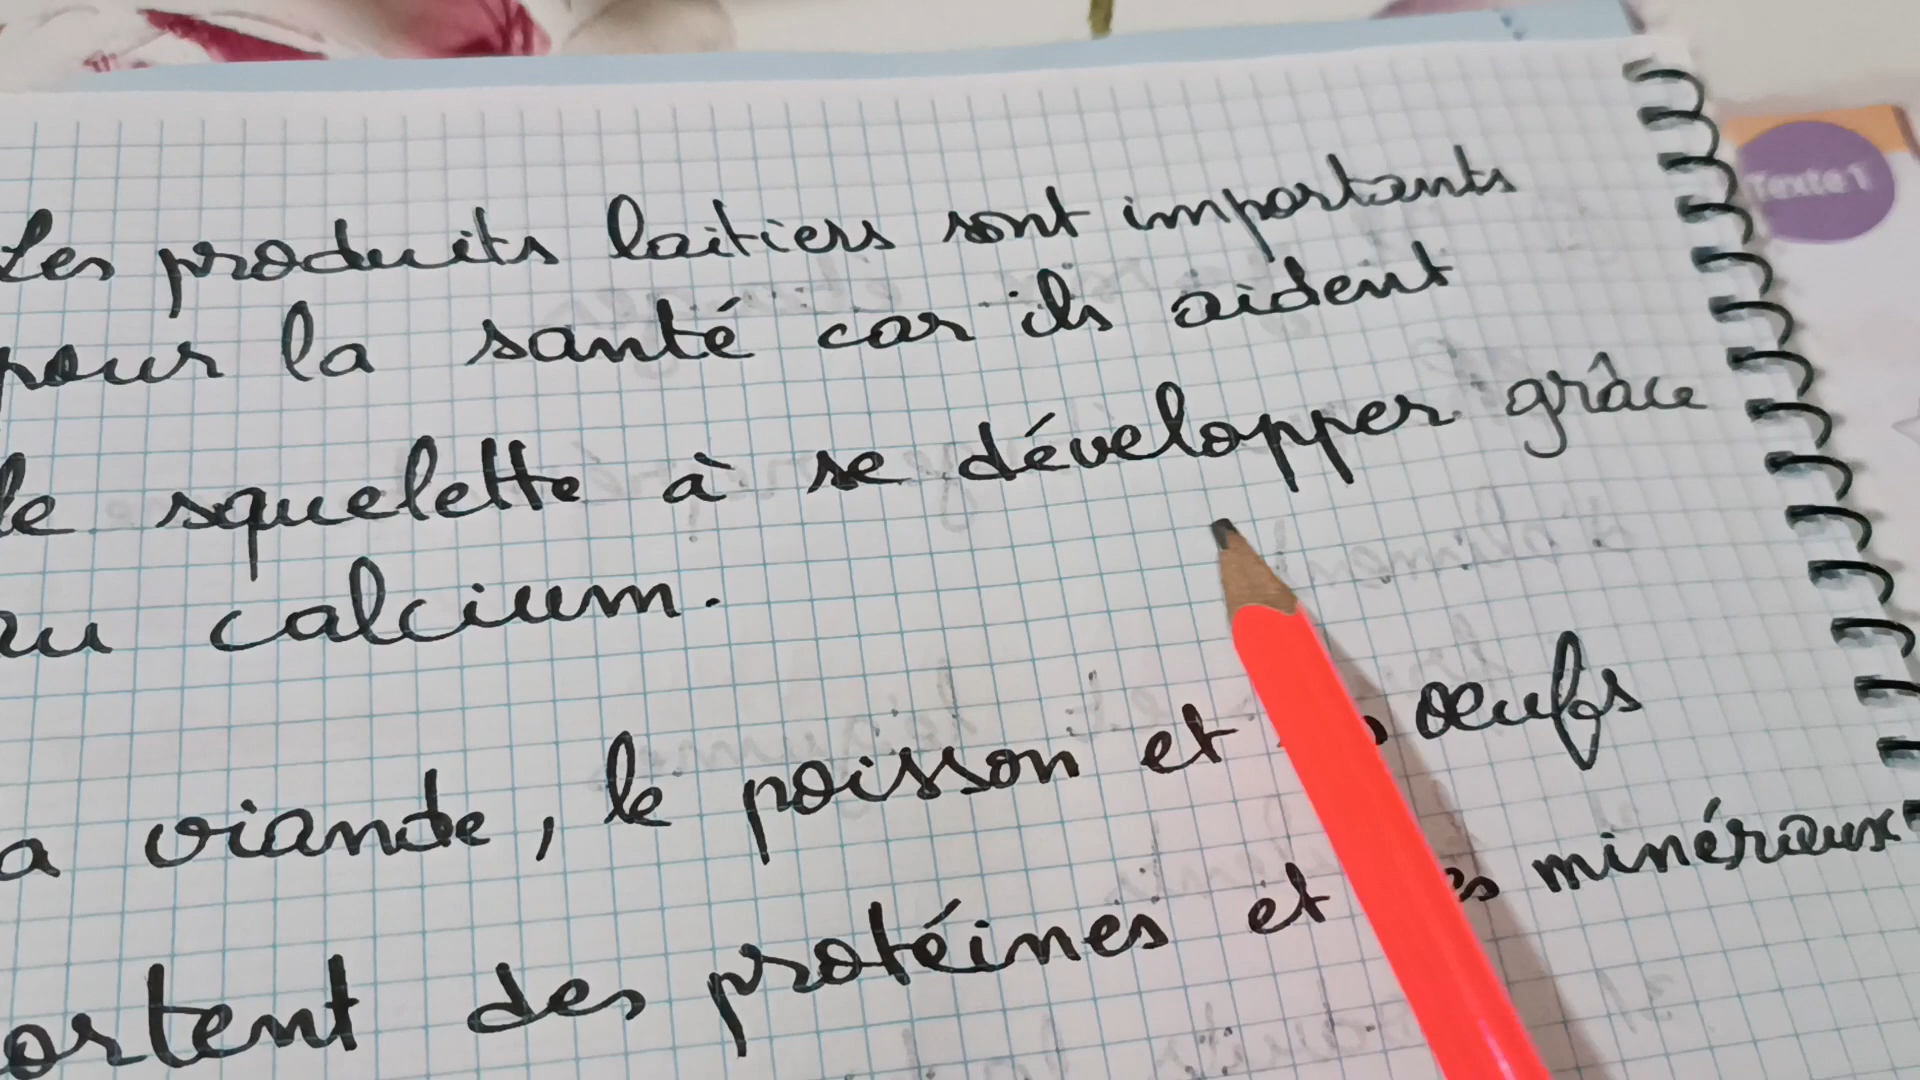 Les produits laitiers sont importants
pour la santé car ils aident
le squelette à se développer grâce
au calcium.
a viande, le poisson et oeufs
ortent des protéines et minéraux
Texte 1